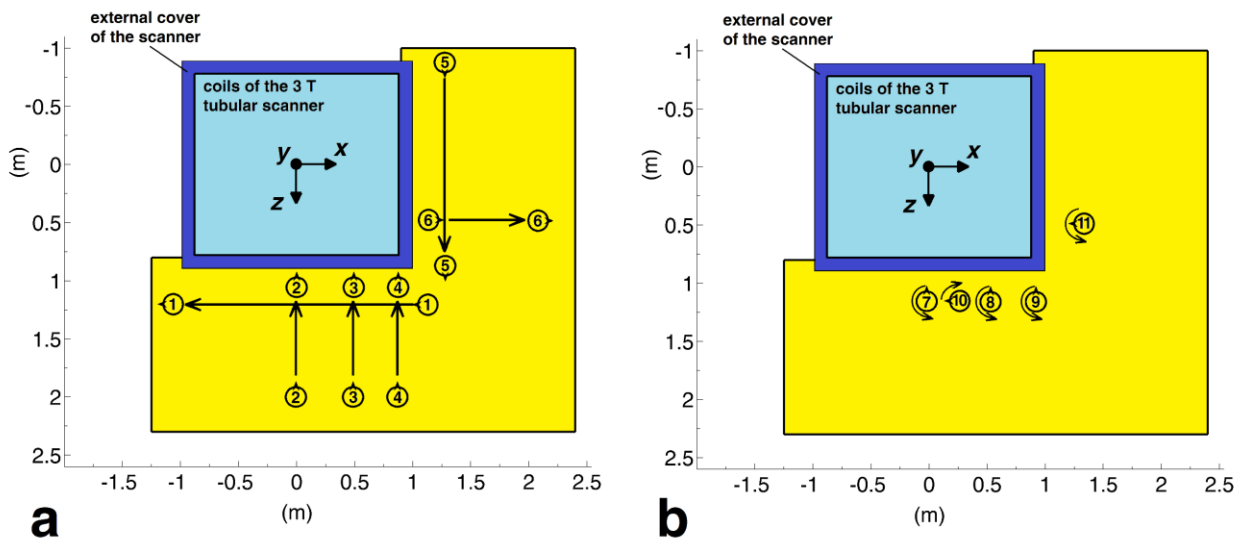 external cover
of the scanner
coils of the 3 T
tubular scanner
y
x
z
-1
-0.5
0
0.5
1
1.5
2
2.5
(m)
5
6
6
5
2
3
4
1
1
2
3
4
-1.5
-1
-0.5
0
0.5
1
1.5
2
2.5
(m)
a
external cover
of the scanner
coils of the 3 T
tubular scanner
y
x
z
-1
-0.5
0
0.5
1
1.5
2
2.5
(m)
11
7
10
8
9
-1.5
-1
-0.5
0
0.5
1
1.5
2
2.5
(m)
b